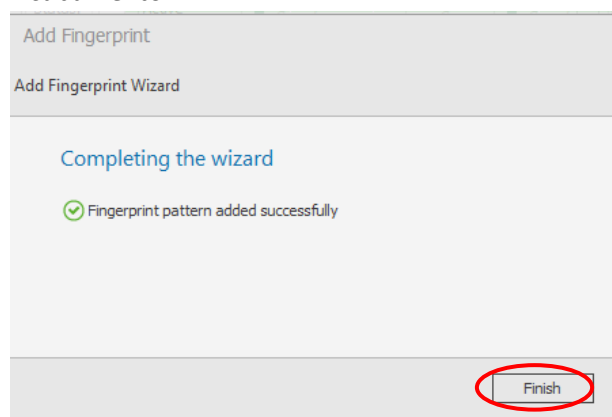 Add Fingerprint
Add Fingerprint Wizard
Completing the wizard
Fingerprint pattern added successfully
Finish